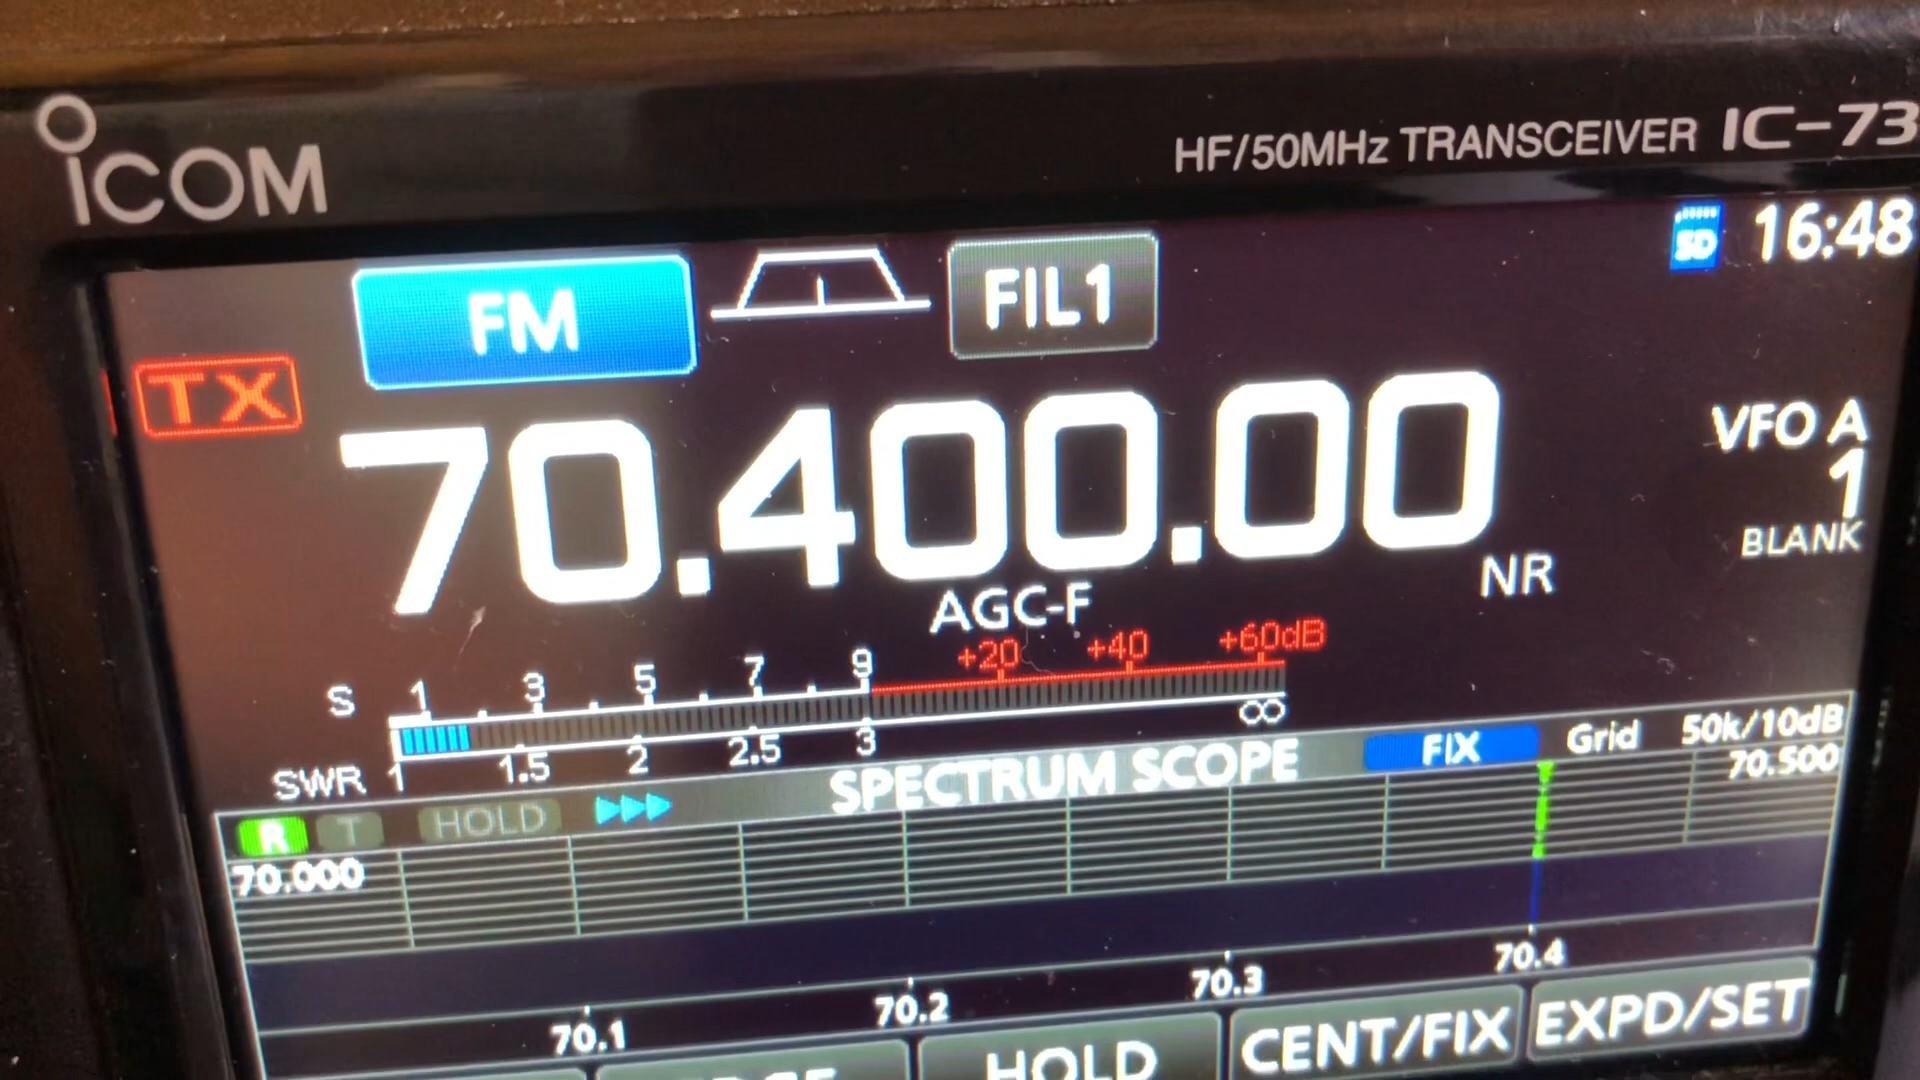 iCOM
HF/50MHz TRANSCEIVER IC-73
SD 16:48
FM FIL1
TX
70.400.00
VFO A
1
BLANK
AGC-F NR
S 1 3 5 7 9 +20 +40 +60dB
SWR 1 1.5 2 2.5 3 ∞
SPECTRUM SCOPE FIX Grid 50k/10dB
R T HOLD
70.000 70.500
70.1 70.2 70.3 70.4
HOLD CENT/FIX EXPD/SET